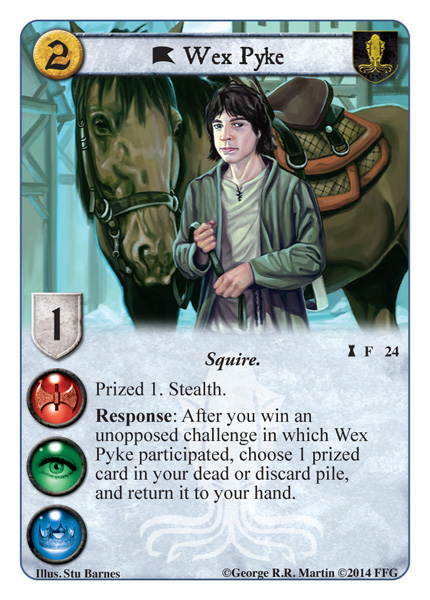 2
Wex Pyke
1
Squire.
F 24
Prized 1. Stealth.
Response: After you win an
unopposed challenge in which Wex
Pyke participated, choose 1 prized
card in your dead or discard pile,
and return it to your hand.
Illus. Stu Barnes
©George R.R. Martin ©2014 FFG